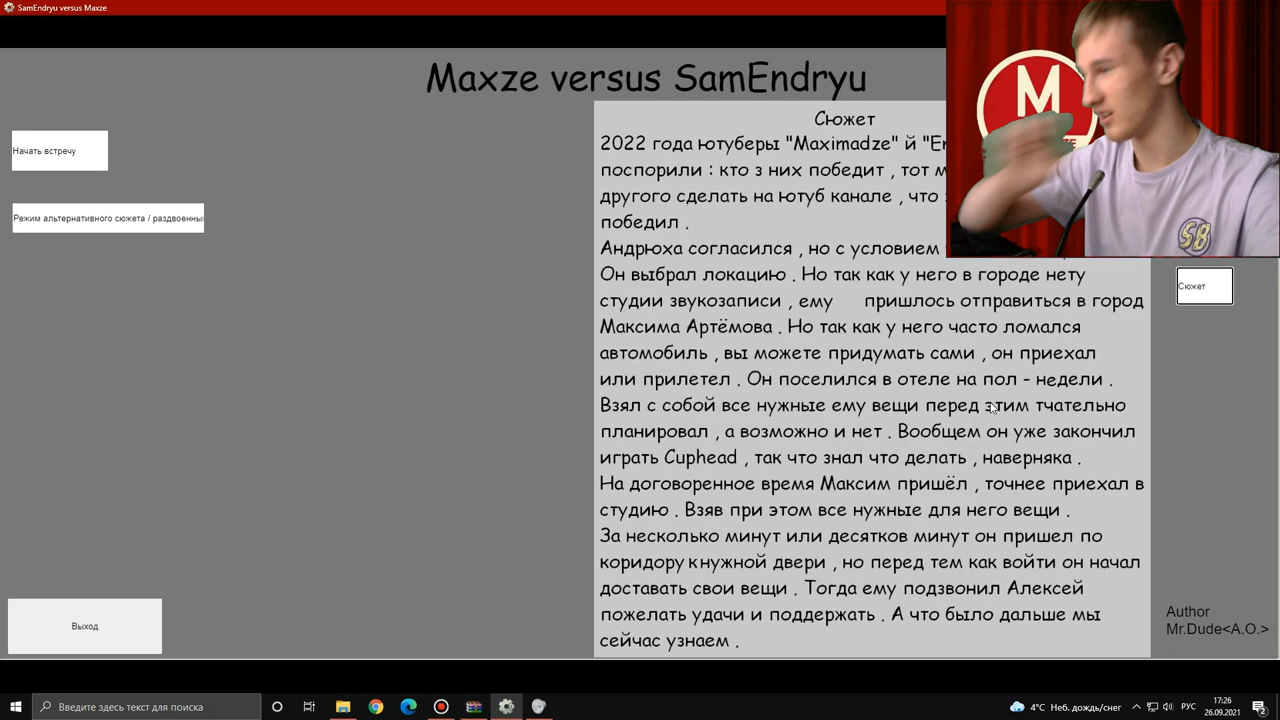 SamEndryu versus Maxze
Maxze versus SamEndryu
M
SB
Начать встречу
Режим альтернативного сюжета / раздвоенны
Сюжет
2022 года ютуберы "Maximadze" й "E
поспорили : кто з них победит , тот
другого сделать на ютуб канале , что
победил .
Андрюха согласился , но с условием
Он выбрал локацию . Но так как у него в городе нету
студии звукозаписи , ему пришлось отправиться в город
Максима Артёмова . Но так как у него часто ломался
автомобиль , вы можете придумать сами , он приехал
или прилетел . Он поселился в отеле на пол - недели .
Взял с собой все нужные ему вещи перед этим тчательно
планировал , а возможно и нет . Вообщем он уже закончил
играть Cuphead , так что знал что делать , наверняка .
На договоренное время Максим пришёл , точнее приехал в
студию . Взяв при этом все нужные для него вещи .
За несколько минут или десятков минут он пришел по
коридору к нужной двери , но перед тем как войти он начал
доставать свои вещи . Тогда ему подзвонил Алексей
пожелать удачи и поддержать . А что было дальше мы
сейчас узнаем .
Сюжет
Выход
Author
Mr.Dude<A.O.>
Введите здесь текст для поиска
4°C Неб. дождь/снег
РУС
17:26
26.09.2021
2